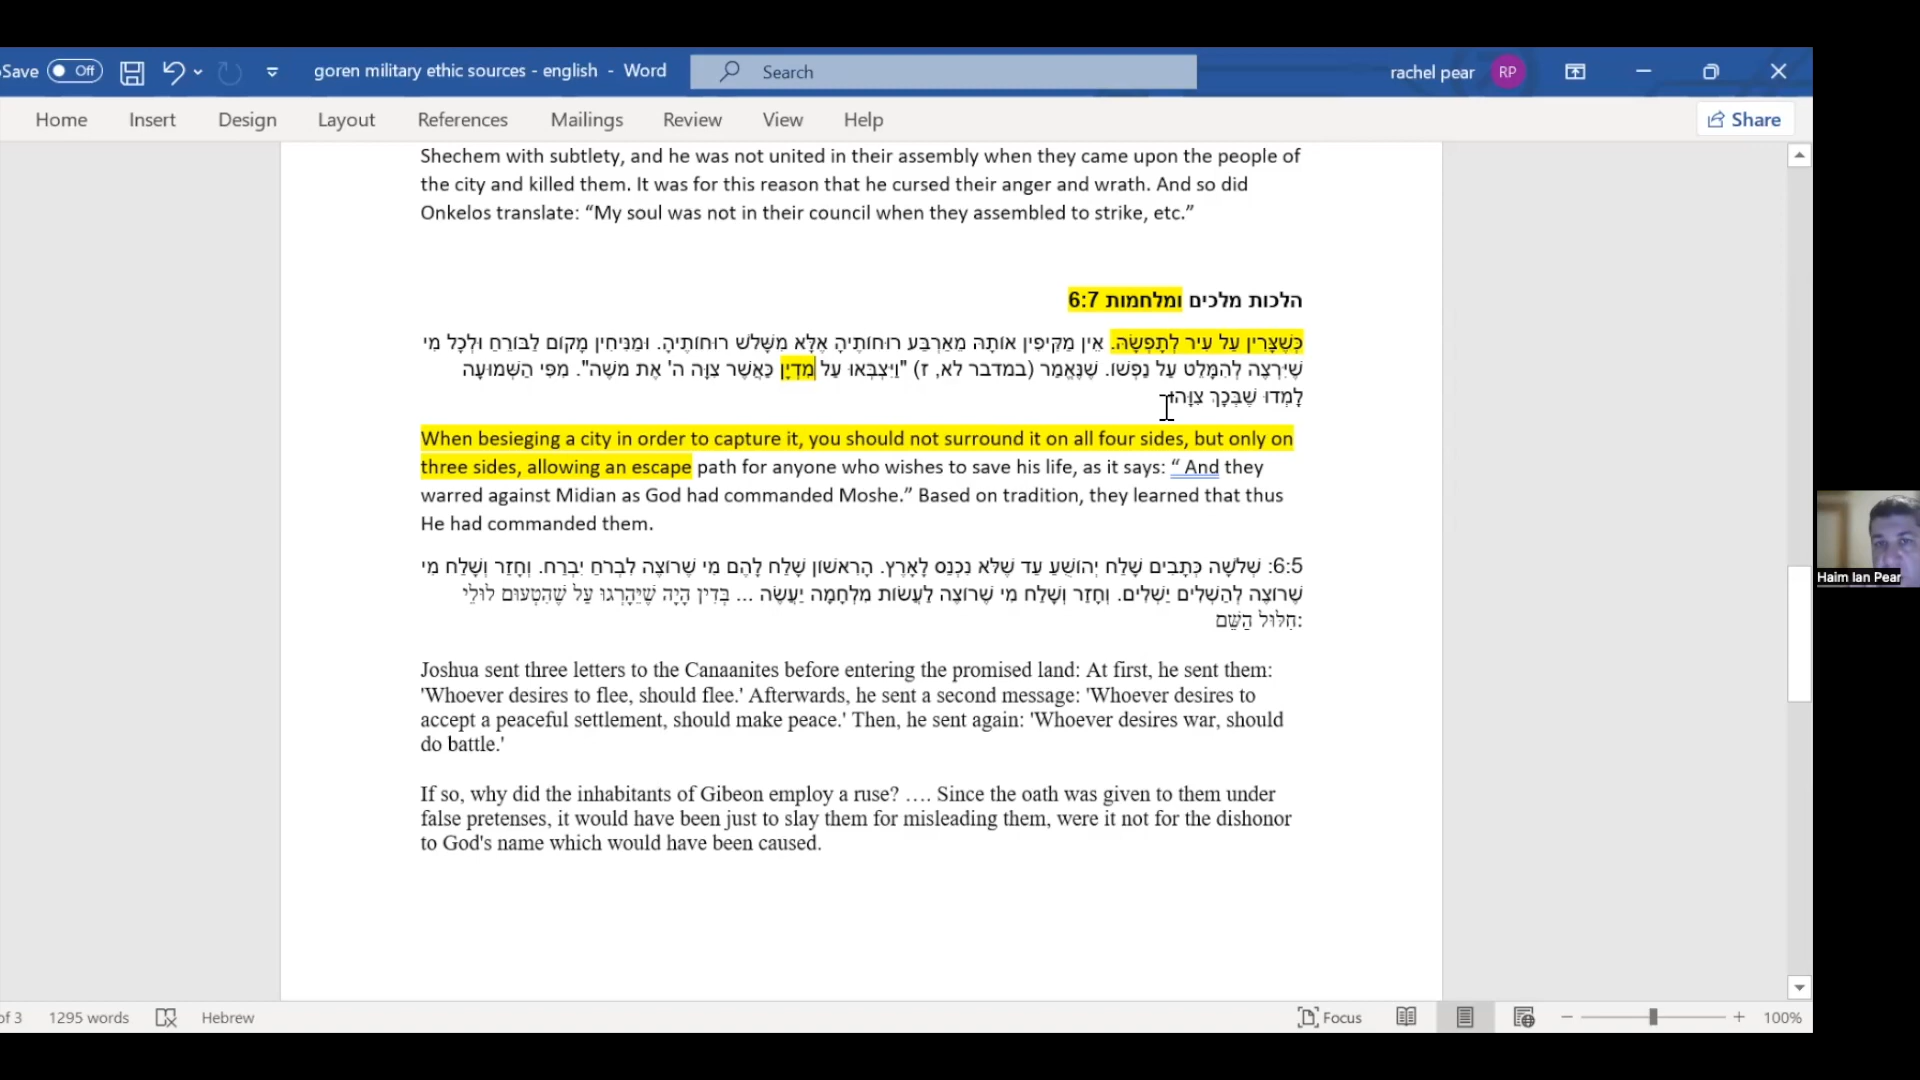 Save Off goren military ethic sources - english - Word Search rachel pear RP
Home Insert Design Layout References Mailings Review View Help Share
Shechem with subtlety, and he was not united in their assembly when they came upon the people of
the city and killed them. It was for this reason that he cursed their anger and wrath. And so did
Onkelos translate: “My soul was not in their council when they assembled to strike, etc.”
הלכות מלכים ומלחמות 6:7
כְּשֶׁצָּרִין עַל עִיר לְתָפְשָׂהּ. אֵין מַקִּיפִין אוֹתָהּ מֵאַרְבַּע רוּחוֹתֶיהָ אֶלָּא מִשָּׁלֹשׁ רוּחוֹתֶיהָ. וּמַנִּיחִין מָקוֹם לַבּוֹרֵחַ וּלְכָל מִי
שֶׁיִּרְצֶה לְהִמָּלֵט עַל נַפְשׁוֹ. שֶׁנֶּאֱמַר (במדבר לא, ז) "וַיִּצְבְּאוּ עַל מִדְיָן כַּאֲשֶׁר צִוָּה ה' אֶת מֹשֶׁה". מִפִּי הַשְּׁמוּעָה
לָמְדוּ שֶׁבְּכָךְ צִוָּהוּ
When besieging a city in order to capture it, you should not surround it on all four sides, but only on
three sides, allowing an escape path for anyone who wishes to save his life, as it says: “ And they
warred against Midian as God had commanded Moshe.” Based on tradition, they learned that thus
He had commanded them.
6:5: שְׁלֹשָׁה כְּתָבִים שָׁלַח יְהוֹשֻׁעַ עַד שֶׁלֹּא נִכְנַס לָאָרֶץ. הָרִאשׁוֹן שָׁלַח לָהֶם מִי שֶׁרוֹצֶה לִבְרֹחַ יִבְרַח. וְחָזַר וְשָׁלַח מִי
שֶׁרוֹצֶה לְהַשְׁלִים יַשְׁלִים. וְחָזַר וְשָׁלַח מִי שֶׁרוֹצֶה לַעֲשׂוֹת מִלְחָמָה יַעֲשֶׂה ... בְּדִין הָיָה שֶׁיֵּהָרְגוּ עַל שֶׁהִטְעוּם לוּלֵי
חִלּוּל הַשֵּׁם:
Joshua sent three letters to the Canaanites before entering the promised land: At first, he sent them:
'Whoever desires to flee, should flee.' Afterwards, he sent a second message: 'Whoever desires to
accept a peaceful settlement, should make peace.' Then, he sent again: 'Whoever desires war, should
do battle.'
If so, why did the inhabitants of Gibeon employ a ruse? .... Since the oath was given to them under
false pretenses, it would have been just to slay them for misleading them, were it not for the dishonor
to God's name which would have been caused.
Haim Ian Pear
of 3 1295 words Hebrew Focus 100%